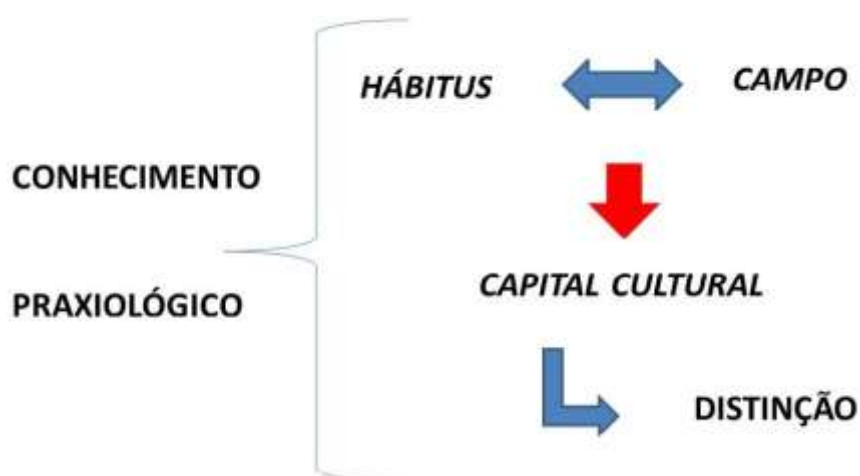 HÁBITUS
CAMPO
CONHECIMENTO
PRAXIOLÓGICO
CAPITAL CULTURAL
DISTINÇÃO